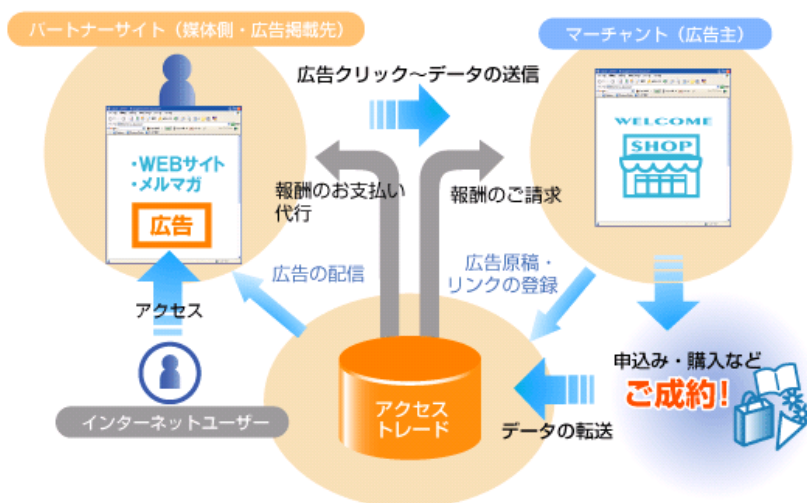 パートナーサイト（媒体側・広告掲載先）
マーチャント（広告主）
広告クリック〜データの送信
WELCOME
SHOP
・WEBサイト
・メルマガ
広告
報酬のお支払い
代行
報酬のご請求
広告の配信
広告原稿・
リンクの登録
アクセス
申込み・購入など
ご成約!
アクセス
トレード
インターネットユーザー
データの転送